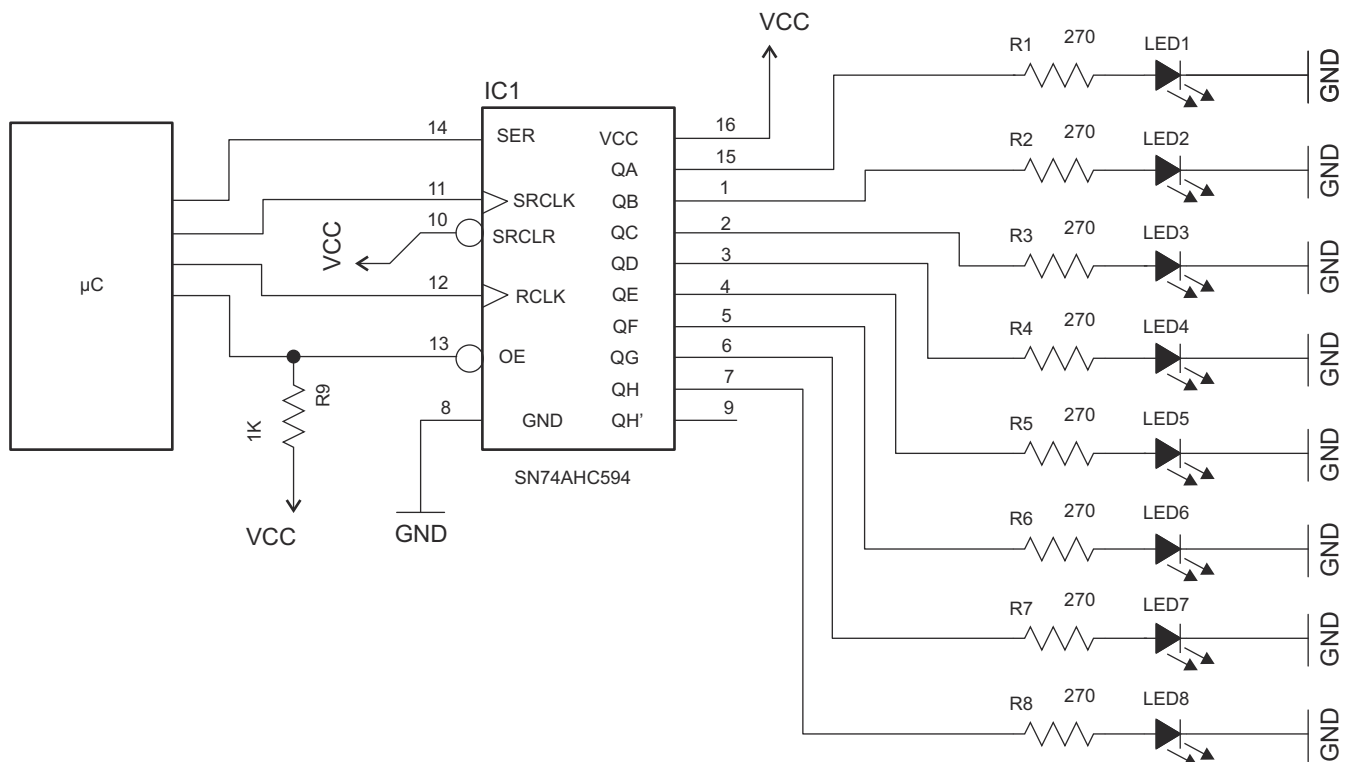 VCC
R1 270 LED1
GND
IC1
µC
14 SER
11 SRCLK
10 SRCLR
VCC
12 RCLK
13 OE
R9
1K
VCC
8 GND
GND
VCC 16
QA 15
QB 1
QC 2
QD 3
QE 4
QF 5
QG 6
QH 7
QH' 9
SN74AHC594
R2 270 LED2
GND
R3 270 LED3
GND
R4 270 LED4
GND
R5 270 LED5
GND
R6 270 LED6
GND
R7 270 LED7
GND
R8 270 LED8
GND